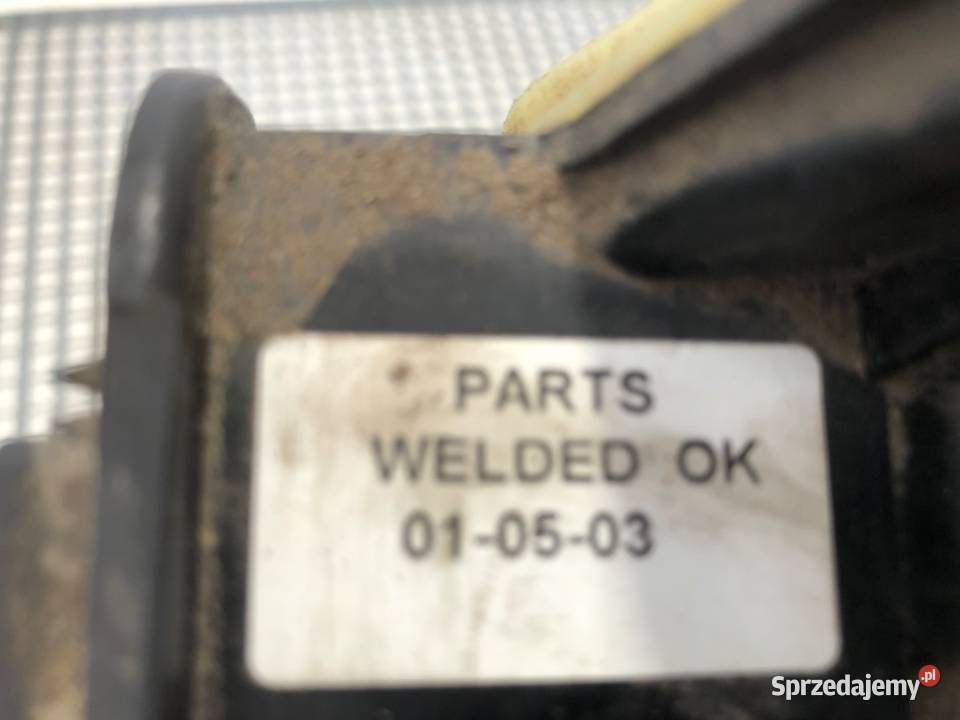 PARTS
WELDED OK
01-05-03
Sprzedajemy.pl